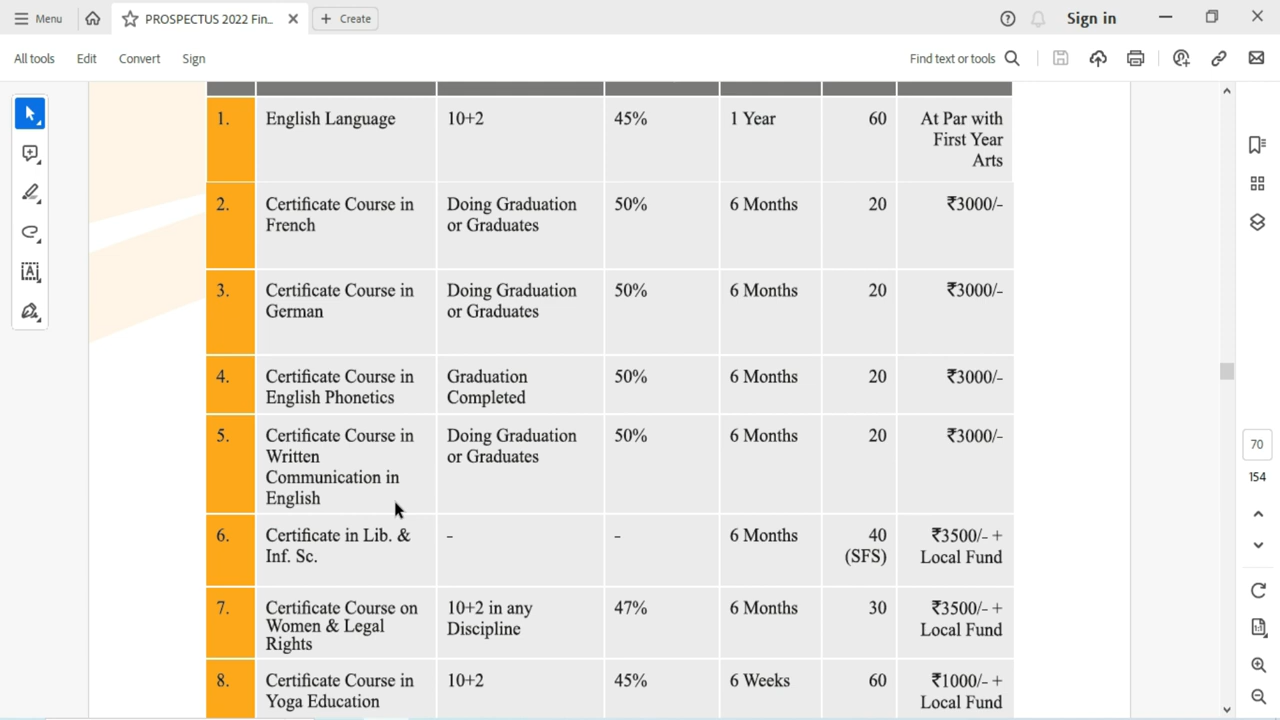 Menu
PROSPECTUS 2022 Fin...
Create
Sign in
All tools Edit Convert Sign
Find text or tools
1. English Language 10+2 45% 1 Year 60 At Par with
First Year
Arts
2. Certificate Course in Doing Graduation 50% 6 Months 20 ₹3000/-
French or Graduates
3. Certificate Course in Doing Graduation 50% 6 Months 20 ₹3000/-
German or Graduates
4. Certificate Course in Graduation 50% 6 Months 20 ₹3000/-
English Phonetics Completed
5. Certificate Course in Doing Graduation 50% 6 Months 20 ₹3000/-
Written or Graduates
Communication in
English
6. Certificate in Lib. & - - 6 Months 40 ₹3500/- +
Inf. Sc. (SFS) Local Fund
7. Certificate Course on 10+2 in any 47% 6 Months 30 ₹3500/- +
Women & Legal Discipline Local Fund
Rights
8. Certificate Course in 10+2 45% 6 Weeks 60 ₹1000/- +
Yoga Education Local Fund
70
154